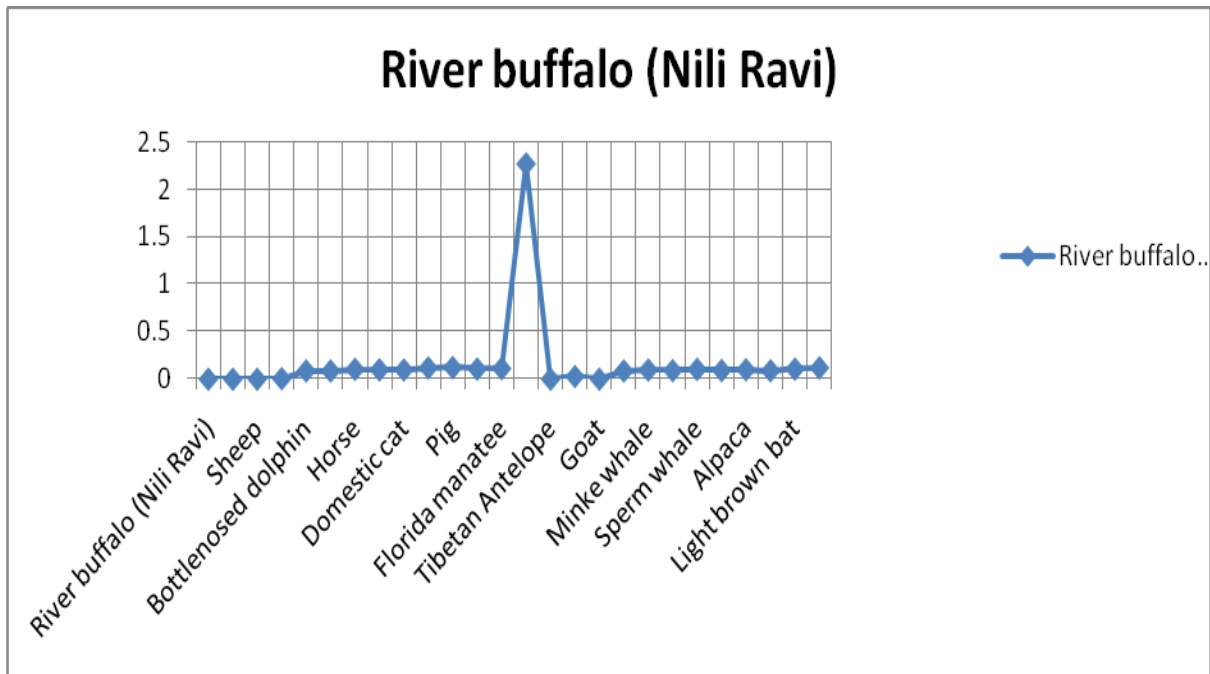 River buffalo (Nili Ravi)
2.5
2
1.5
1
0.5
0
River buffalo (Nili Ravi)
Sheep
Bottlenosed dolphin
Horse
Domestic cat
Pig
Florida manatee
Tibetan Antelope
Goat
Minke whale
Sperm whale
Alpaca
Light brown bat
River buffalo..